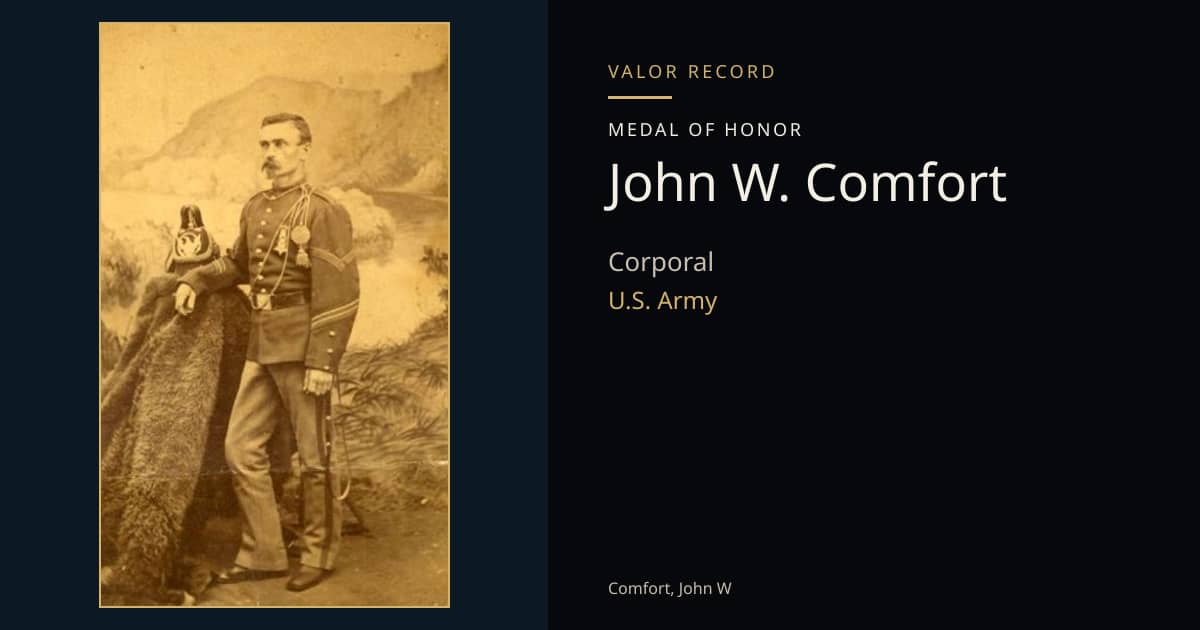 VALOR RECORD
MEDAL OF HONOR
John W. Comfort
Corporal
U.S. Army
Comfort, John W